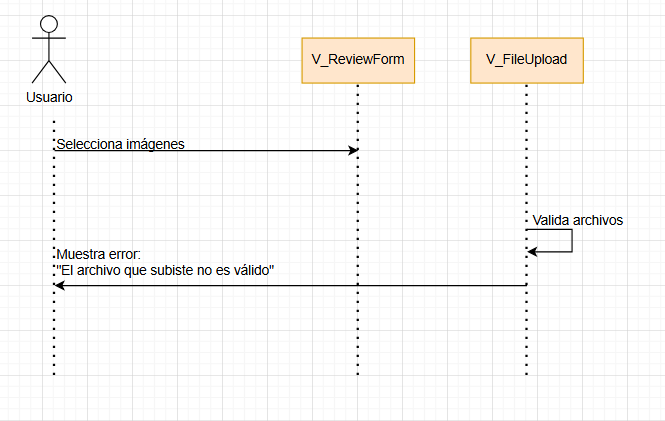 Usuario
V_ReviewForm
V_FileUpload
Selecciona imágenes
Valida archivos
Muestra error:
"El archivo que subiste no es válido"